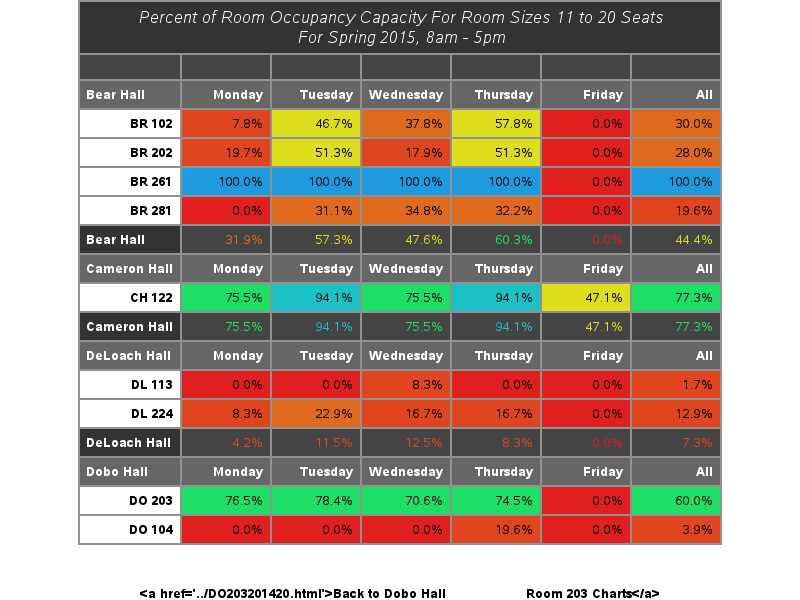 Percent of Room Occupancy Capacity For Room Sizes 11 to 20 Seats
For Spring 2015, 8am - 5pm
Bear Hall Monday Tuesday Wednesday Thursday Friday All
BR 102 7.8% 46.7% 37.8% 57.8% 0.0% 30.0%
BR 202 19.7% 51.3% 17.9% 51.3% 0.0% 28.0%
BR 261 100.0% 100.0% 100.0% 100.0% 0.0% 100.0%
BR 281 0.0% 31.1% 34.8% 32.2% 0.0% 19.6%
Bear Hall 31.9% 57.3% 47.6% 60.3% 0.0% 44.4%
Cameron Hall Monday Tuesday Wednesday Thursday Friday All
CH 122 75.5% 94.1% 75.5% 94.1% 47.1% 77.3%
Cameron Hall 75.5% 94.1% 75.5% 94.1% 47.1% 77.3%
DeLoach Hall Monday Tuesday Wednesday Thursday Friday All
DL 113 0.0% 0.0% 8.3% 0.0% 0.0% 1.7%
DL 224 8.3% 22.9% 16.7% 16.7% 0.0% 12.9%
DeLoach Hall 4.2% 11.5% 12.5% 8.3% 0.0% 7.3%
Dobo Hall Monday Tuesday Wednesday Thursday Friday All
DO 203 76.5% 78.4% 70.6% 74.5% 0.0% 60.0%
DO 104 0.0% 0.0% 0.0% 19.6% 0.0% 3.9%
<a href='../DO203201420.html'>Back to Dobo Hall Room 203 Charts</a>